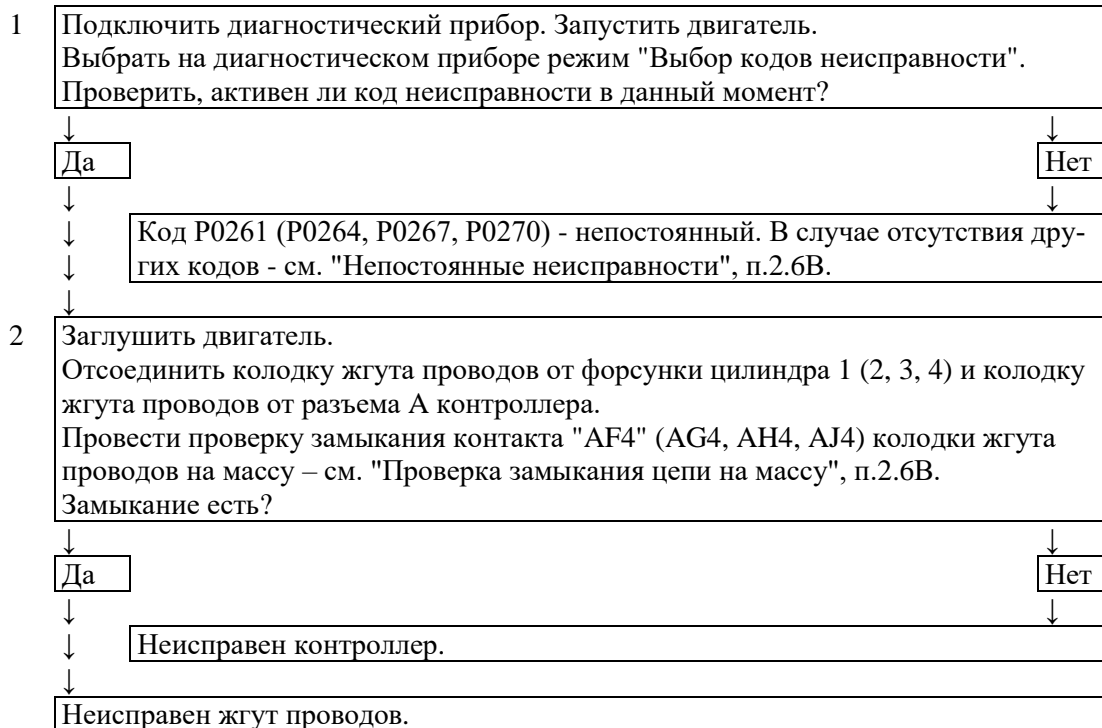 1 Подключить диагностический прибор. Запустить двигатель.
Выбрать на диагностическом приборе режим "Выбор кодов неисправности".
Проверить, активен ли код неисправности в данный момент?
↓ ↓
Да Нет
↓ ↓
↓ Код Р0261 (Р0264, Р0267, Р0270) - непостоянный. В случае отсутствия дру-
↓ гих кодов - см. "Непостоянные неисправности", п.2.6В.
↓
2 Заглушить двигатель.
Отсоединить колодку жгута проводов от форсунки цилиндра 1 (2, 3, 4) и колодку
жгута проводов от разъема А контроллера.
Провести проверку замыкания контакта "AF4" (AG4, AH4, AJ4) колодки жгута
проводов на массу – см. "Проверка замыкания цепи на массу", п.2.6В.
Замыкание есть?
↓ ↓
Да Нет
↓ ↓
↓ Неисправен контроллер.
↓
Неисправен жгут проводов.